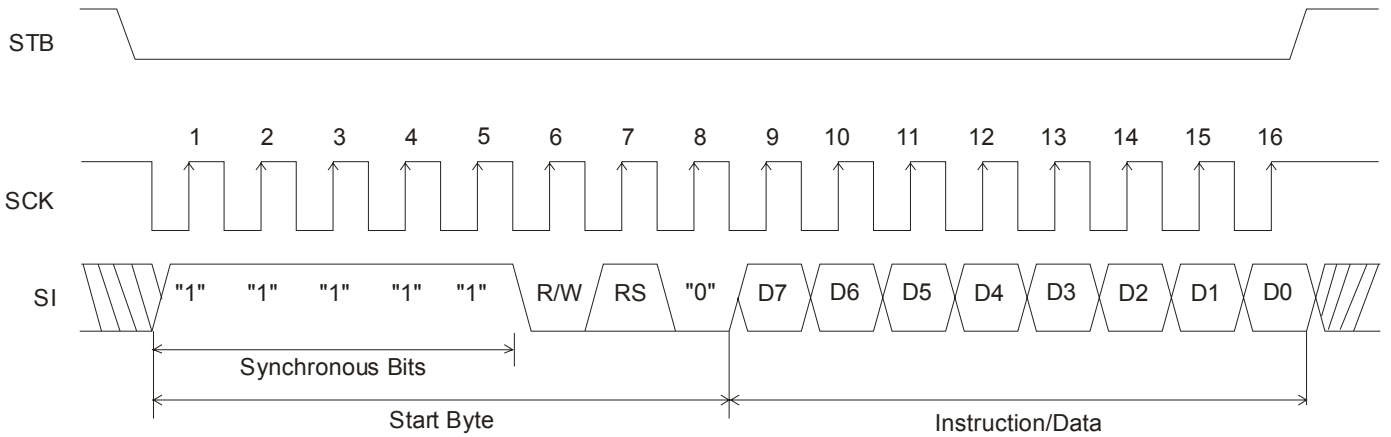 STB
1 2 3 4 5 6 7 8 9 10 11 12 13 14 15 16
SCK
SI "1" "1" "1" "1" "1" R/W RS "0" D7 D6 D5 D4 D3 D2 D1 D0
Synchronous Bits
Start Byte Instruction/Data